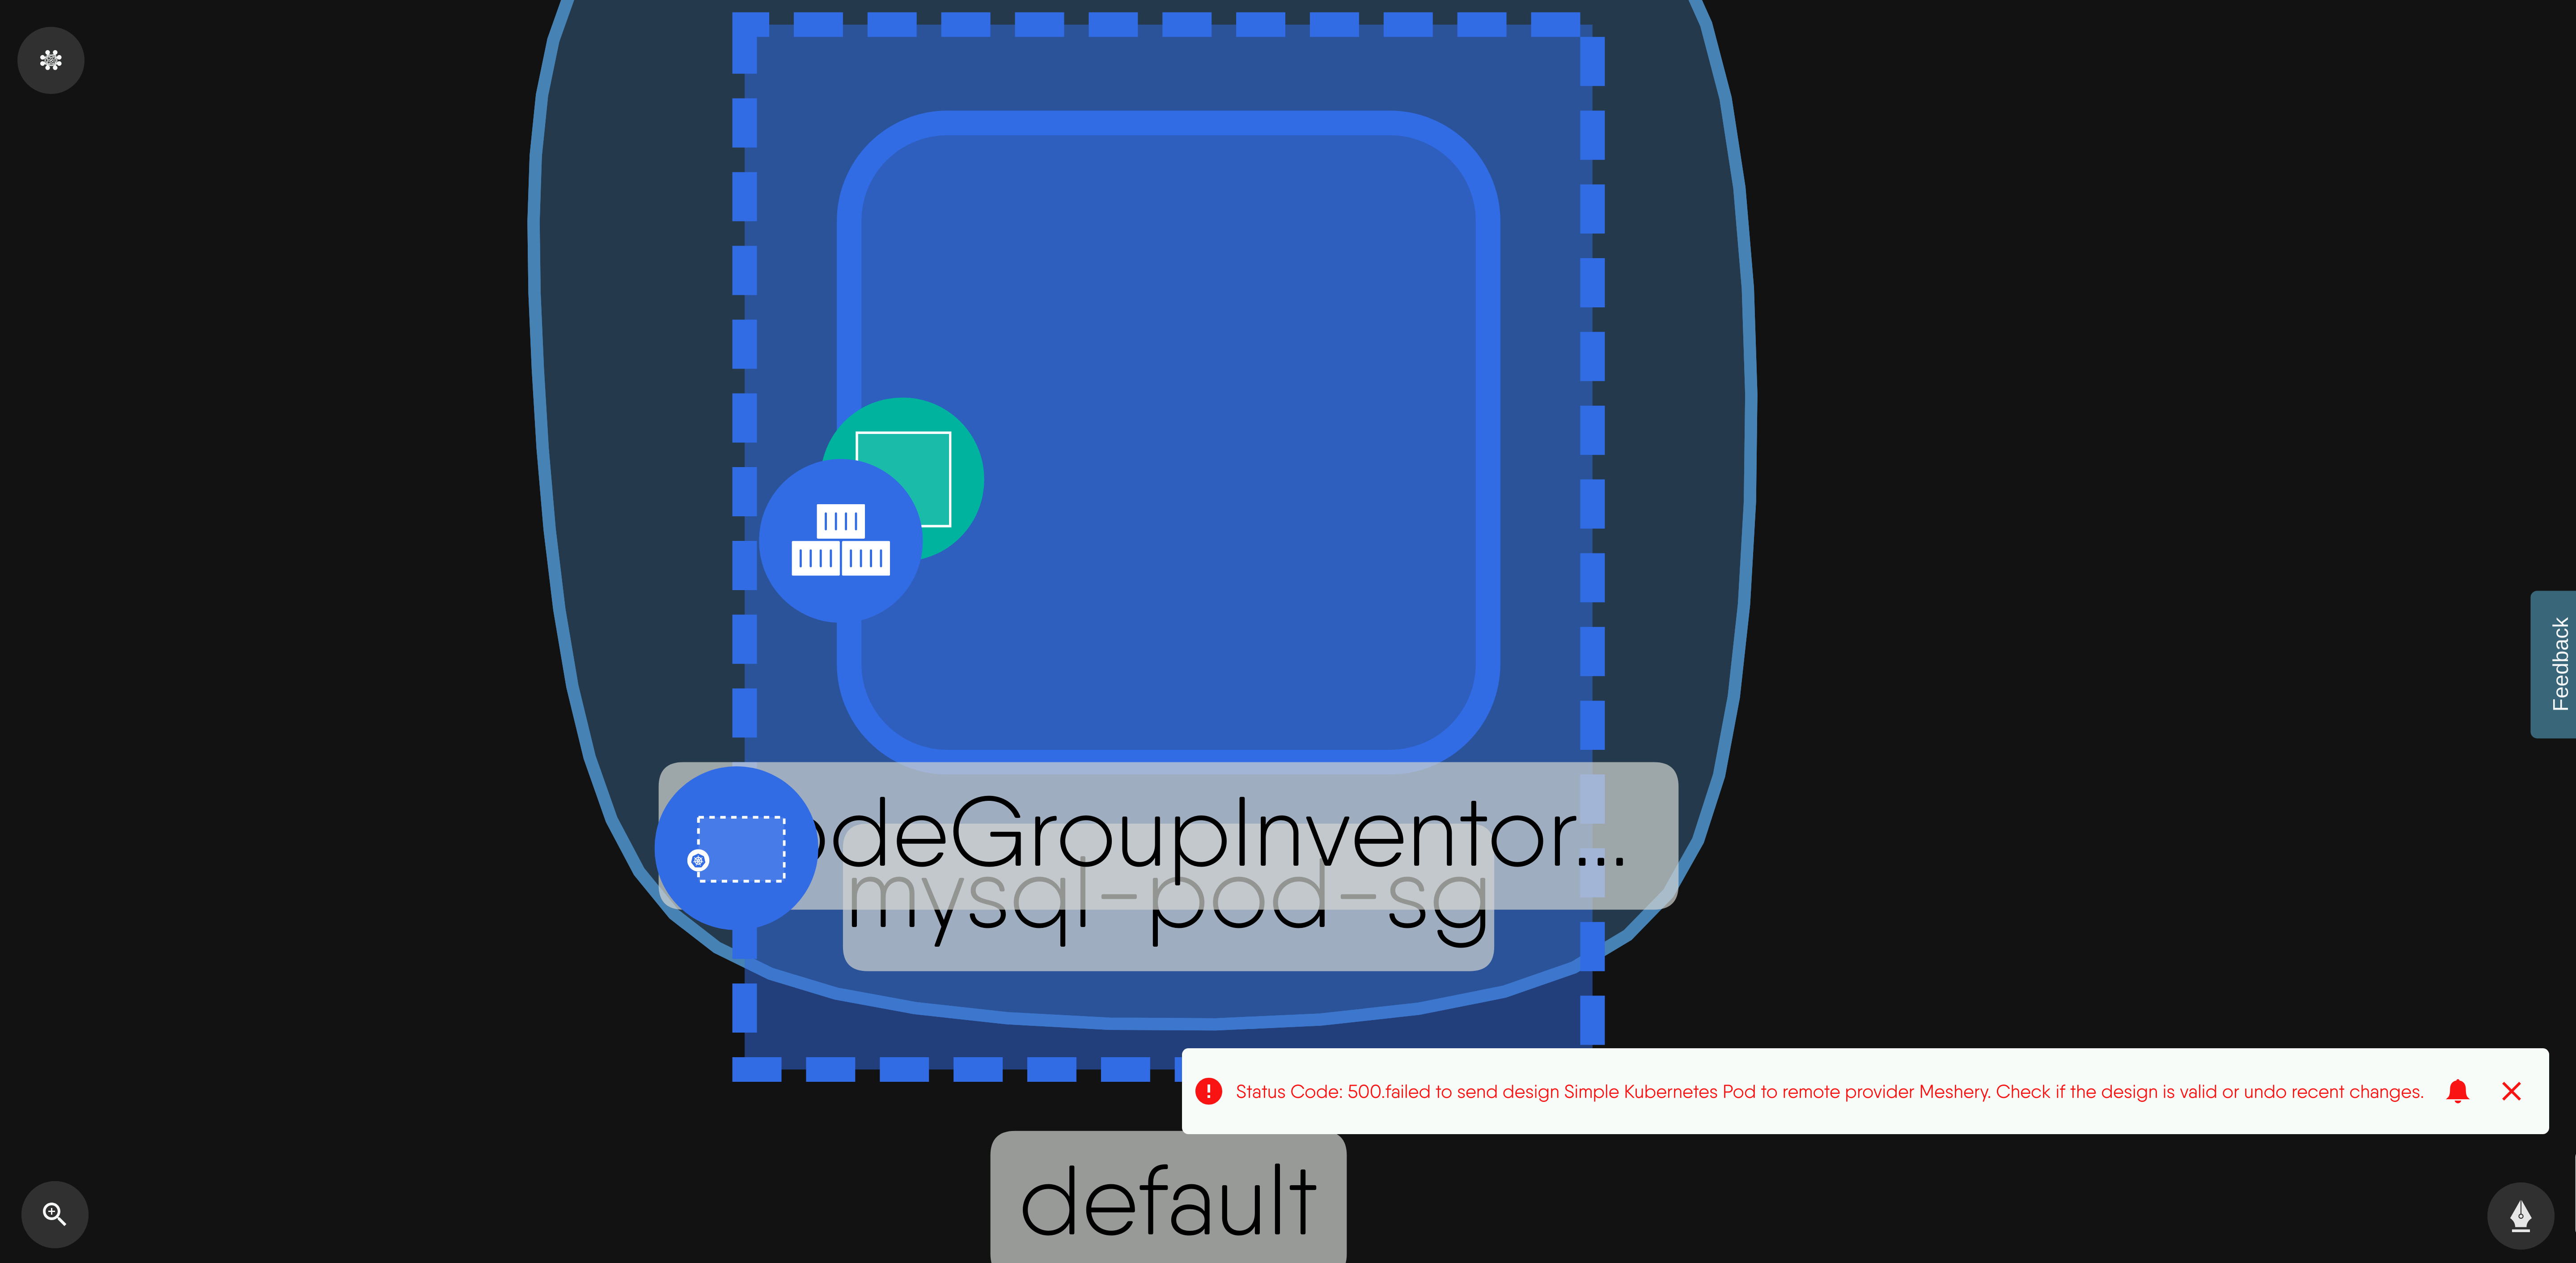 odeGroupInventor...
mysql-pod-sg
Feedback
Status Code: 500.failed to send design Simple Kubernetes Pod to remote provider Meshery. Check if the design is valid or undo recent changes.
default